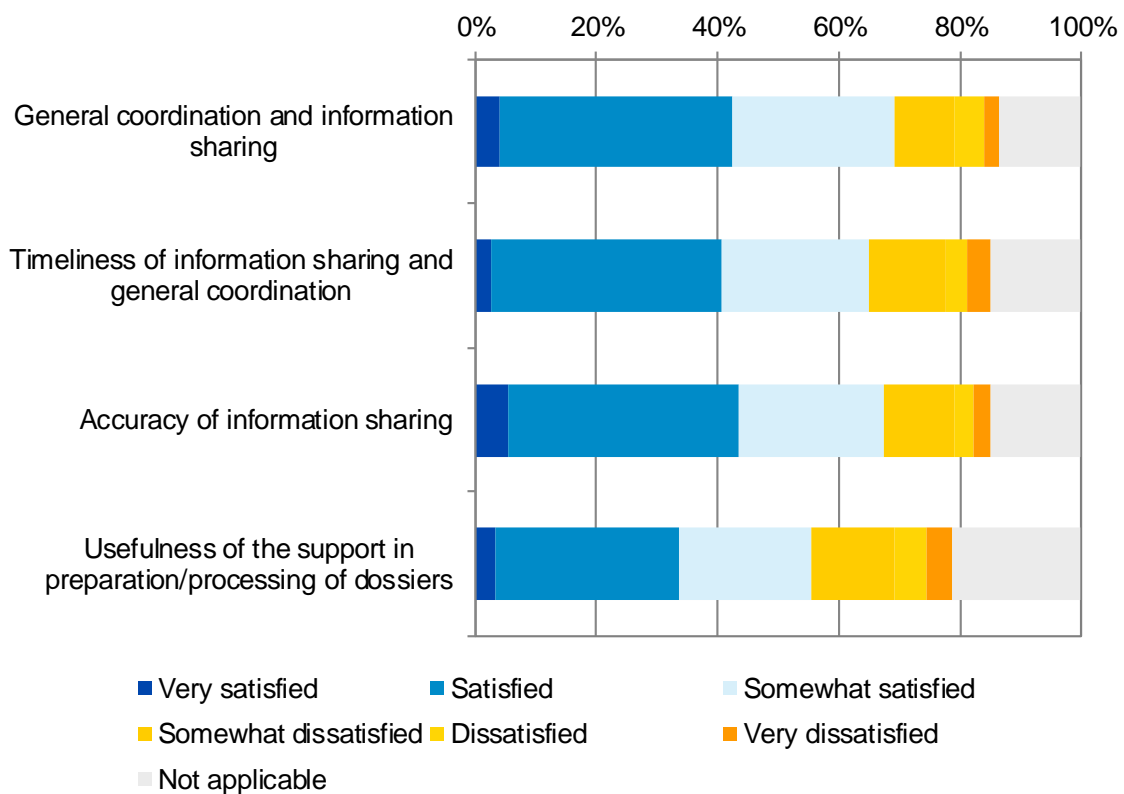 0% 20% 40% 60% 80% 100%
General coordination and information
sharing
Timeliness of information sharing and
general coordination
Accuracy of information sharing
Usefulness of the support in
preparation/processing of dossiers
Very satisfied Satisfied Somewhat satisfied
Somewhat dissatisfied Dissatisfied Very dissatisfied
Not applicable